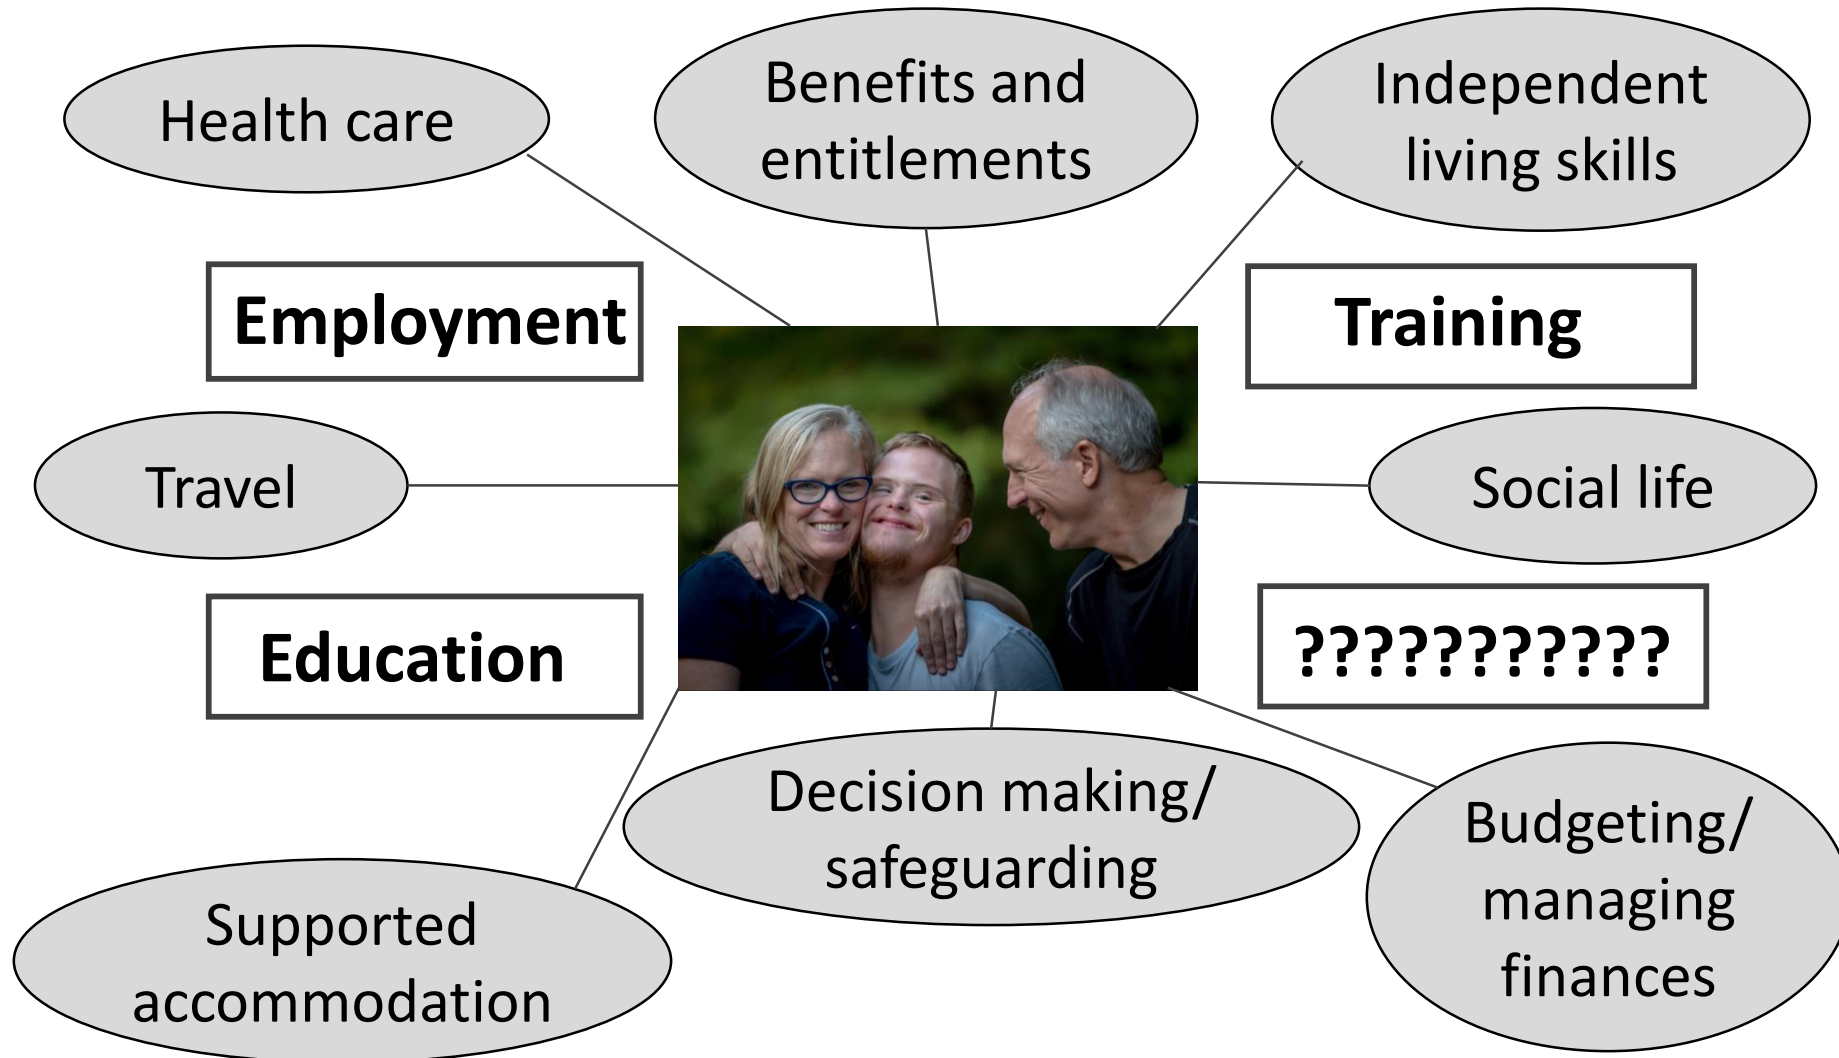 Health care
Benefits and
entitlements
Independent
living skills
Employment
Training
Travel
Social life
Education
???????????
Decision making/
safeguarding
Budgeting/
managing
finances
Supported
accommodation